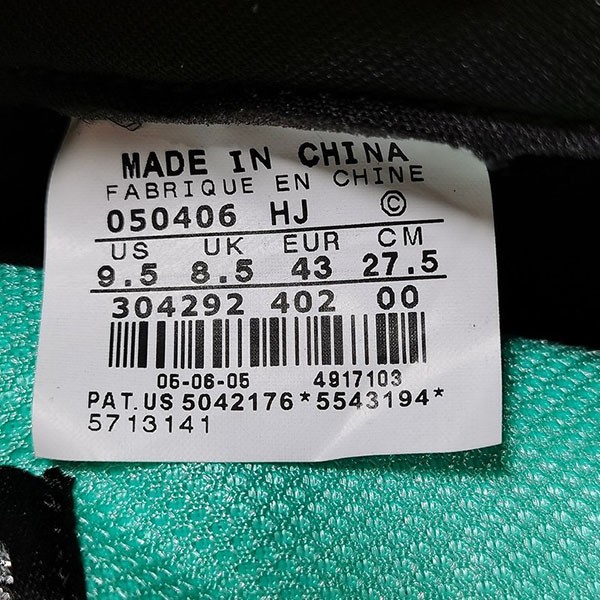 MADE IN CHINA
FABRIQUE EN CHINE
050406 HJ ©
US UK EUR CM
9.5 8.5 43 27.5
304292 402 00
05-06-05 4917103
PAT.US 5042176*5543194*
5713141